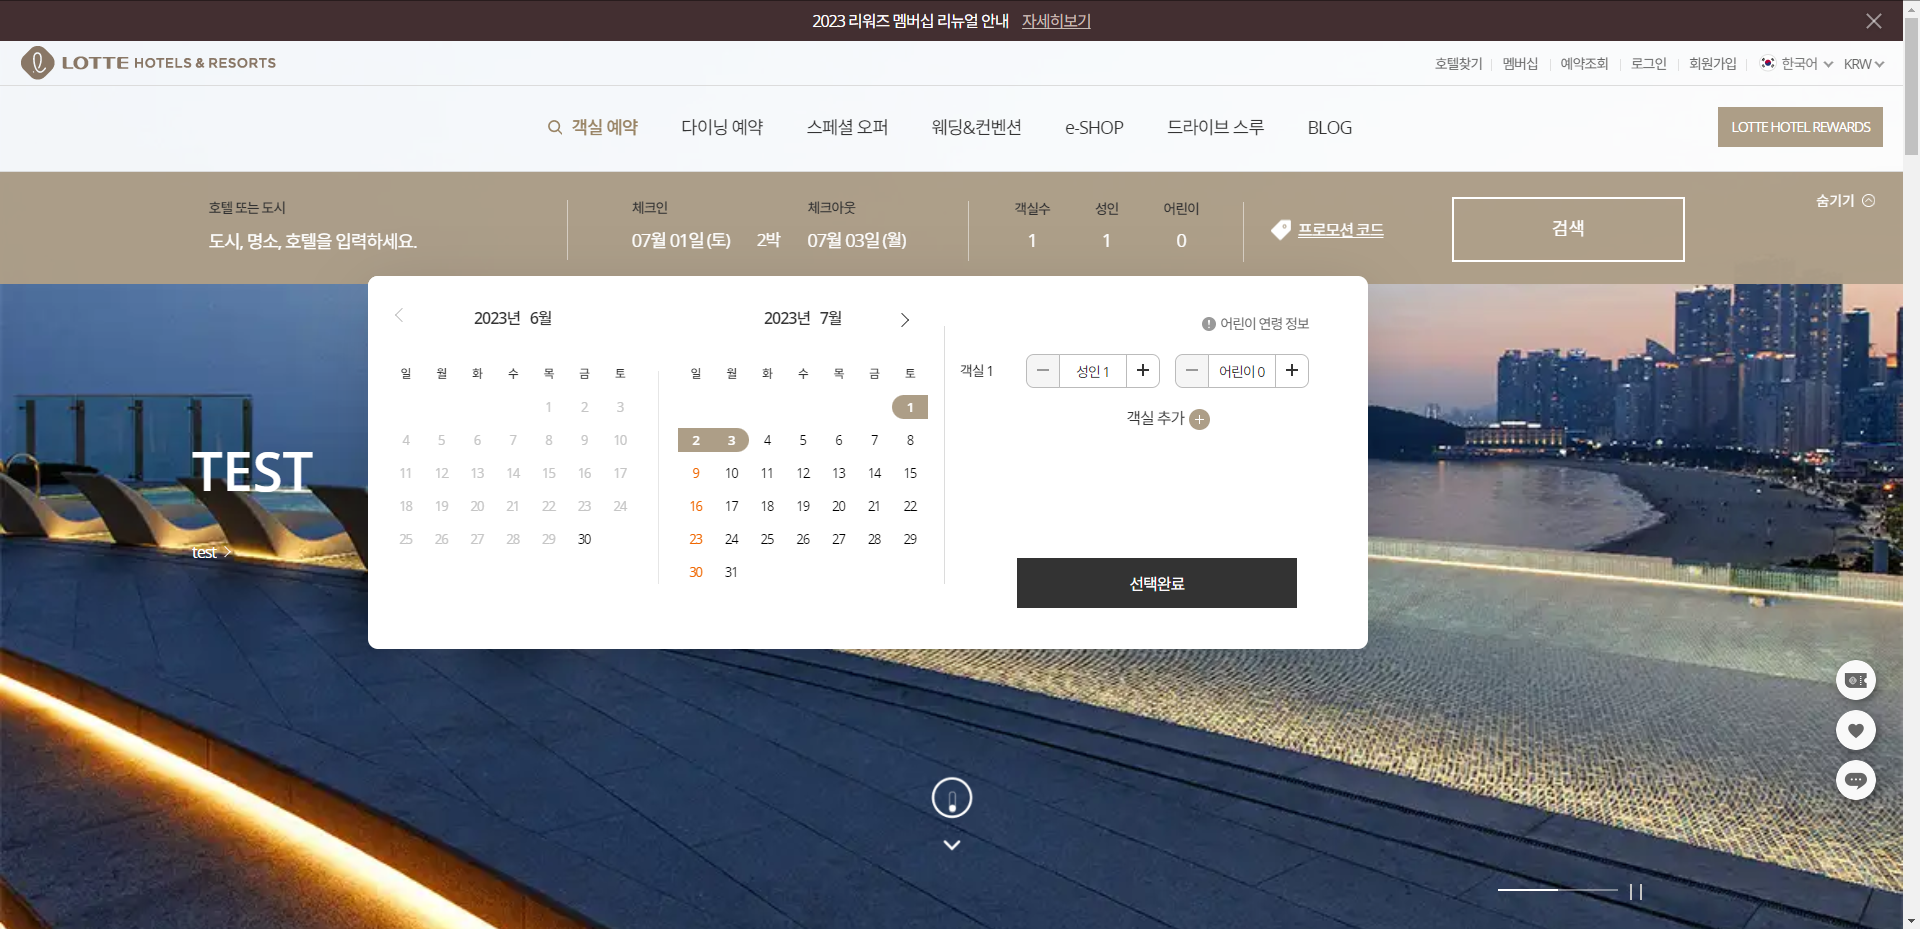 2023 리워즈 멤버십 리뉴얼 안내 자세히보기
LOTTE HOTELS & RESORTS
호텔찾기 멤버십 예약조회 로그인 회원가입 한국어 KRW
객실 예약 다이닝 예약 스페셜 오퍼 웨딩&컨벤션 e-SHOP 드라이브 스루 BLOG
LOTTE HOTEL REWARDS
호텔 또는 도시
도시, 명소, 호텔을 입력하세요.
체크인 체크아웃
07월 01일 (토) 2박 07월 03일 (월)
객실수 성인 어린이
1 1 0
프로모션 코드
검색
숨기기
2023년 6월
일 월 화 수 목 금 토
1 2 3
4 5 6 7 8 9 10
11 12 13 14 15 16 17
18 19 20 21 22 23 24
25 26 27 28 29 30
2023년 7월
일 월 화 수 목 금 토
1
2 3 4 5 6 7 8
9 10 11 12 13 14 15
16 17 18 19 20 21 22
23 24 25 26 27 28 29
30 31
어린이 연령 정보
객실 1 성인 1 어린이 0
객실 추가
선택완료
TEST
test